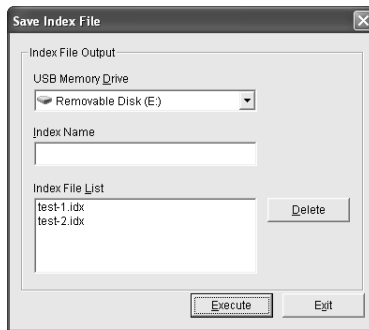 Save Index File
Index File Output
USB Memory Drive
Removable Disk (E:)
Index Name
Index File List
test-1.idx
test-2.idx
Delete
Execute
Exit